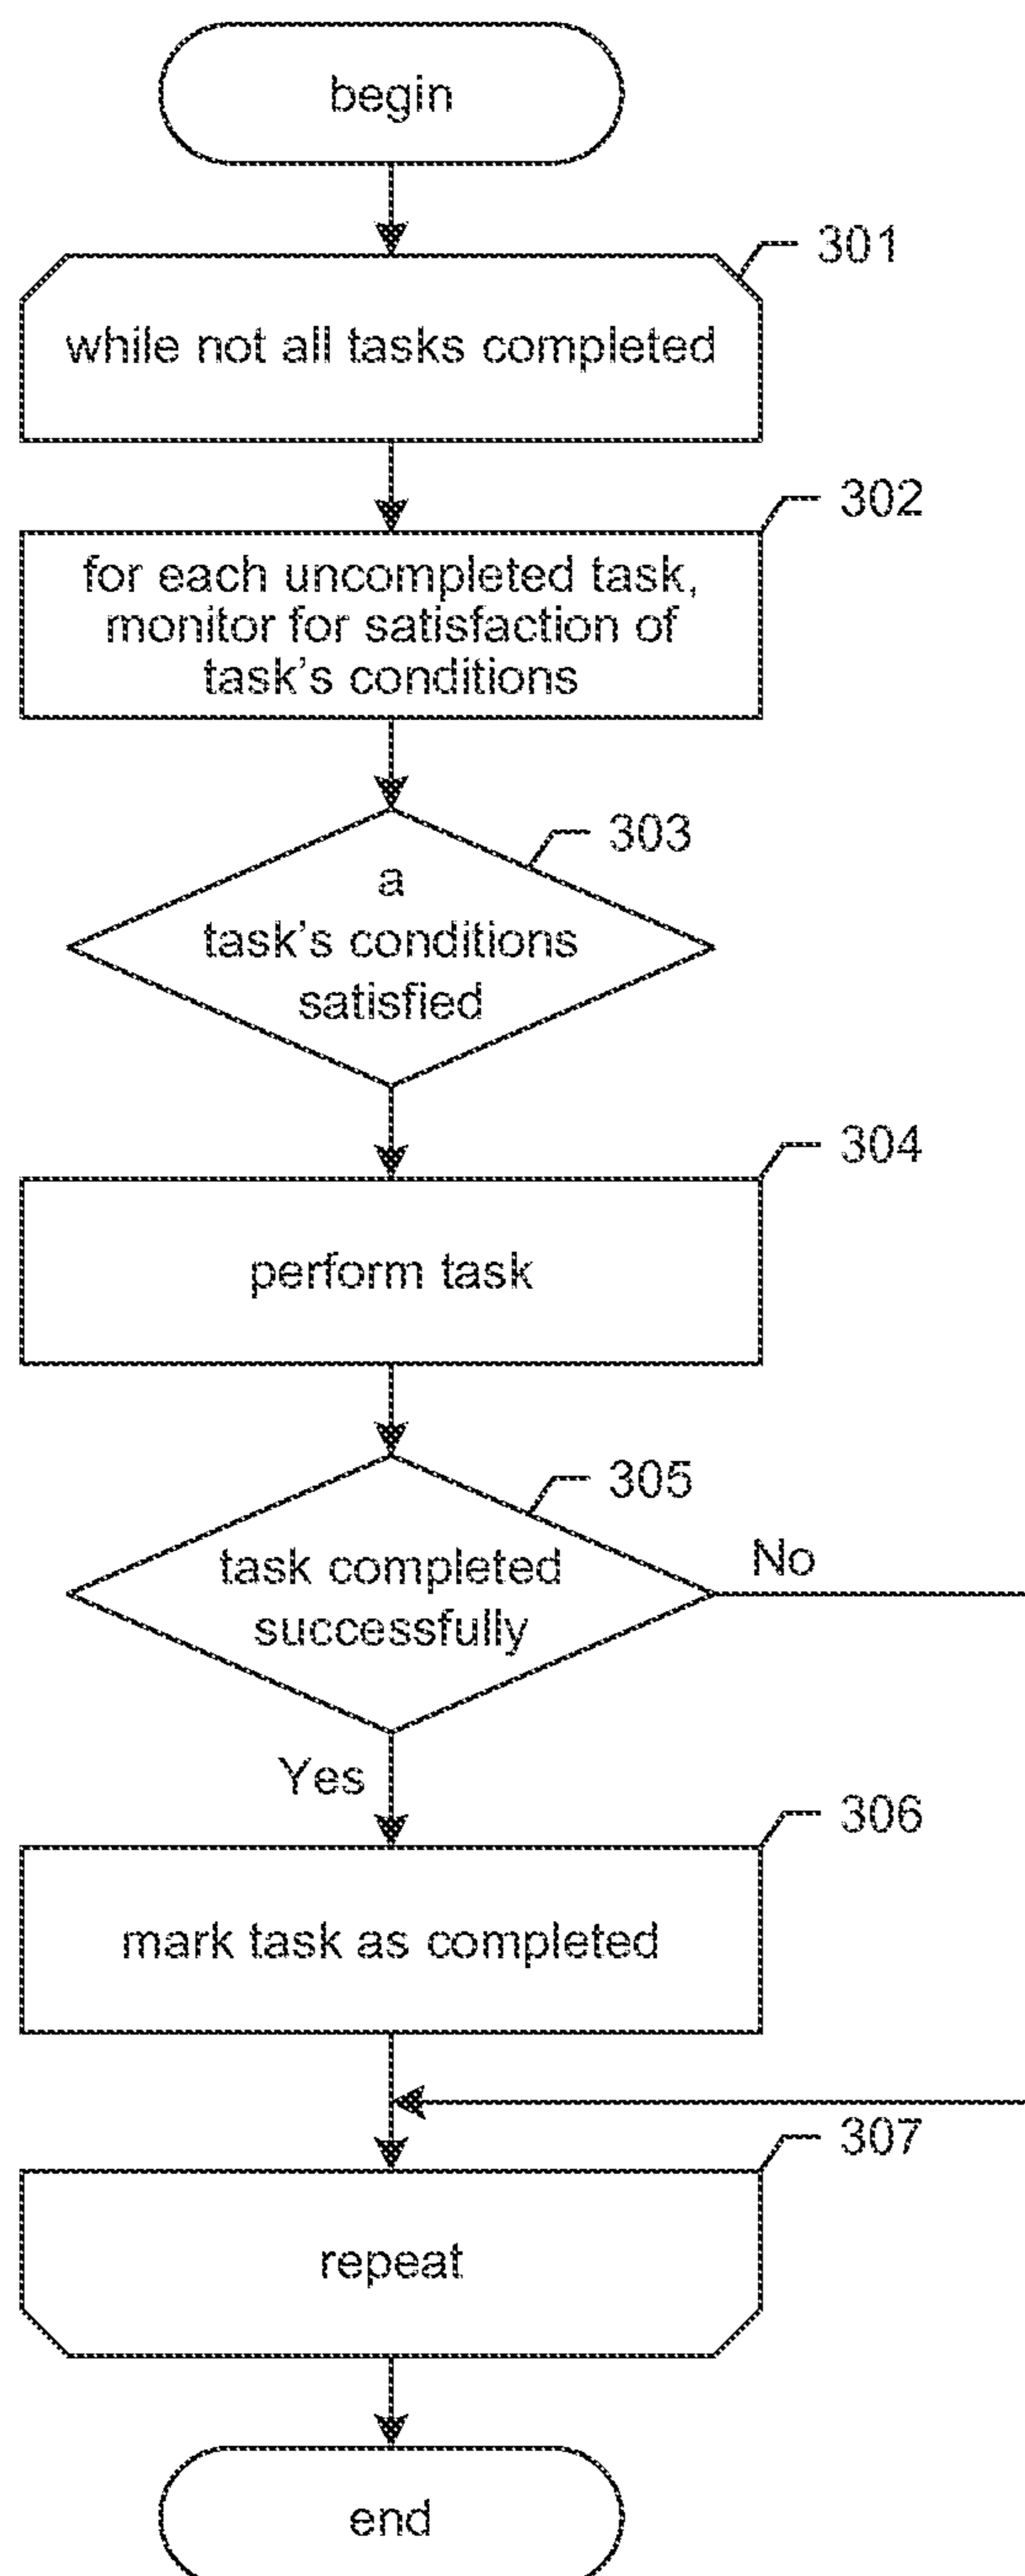 begin
301
while not all tasks completed
302
for each uncompleted task,
monitor for satisfaction of
task's conditions
303
a
task's conditions
satisfied
304
perform task
305
task completed
successfully
No
Yes
306
mark task as completed
307
repeat
end